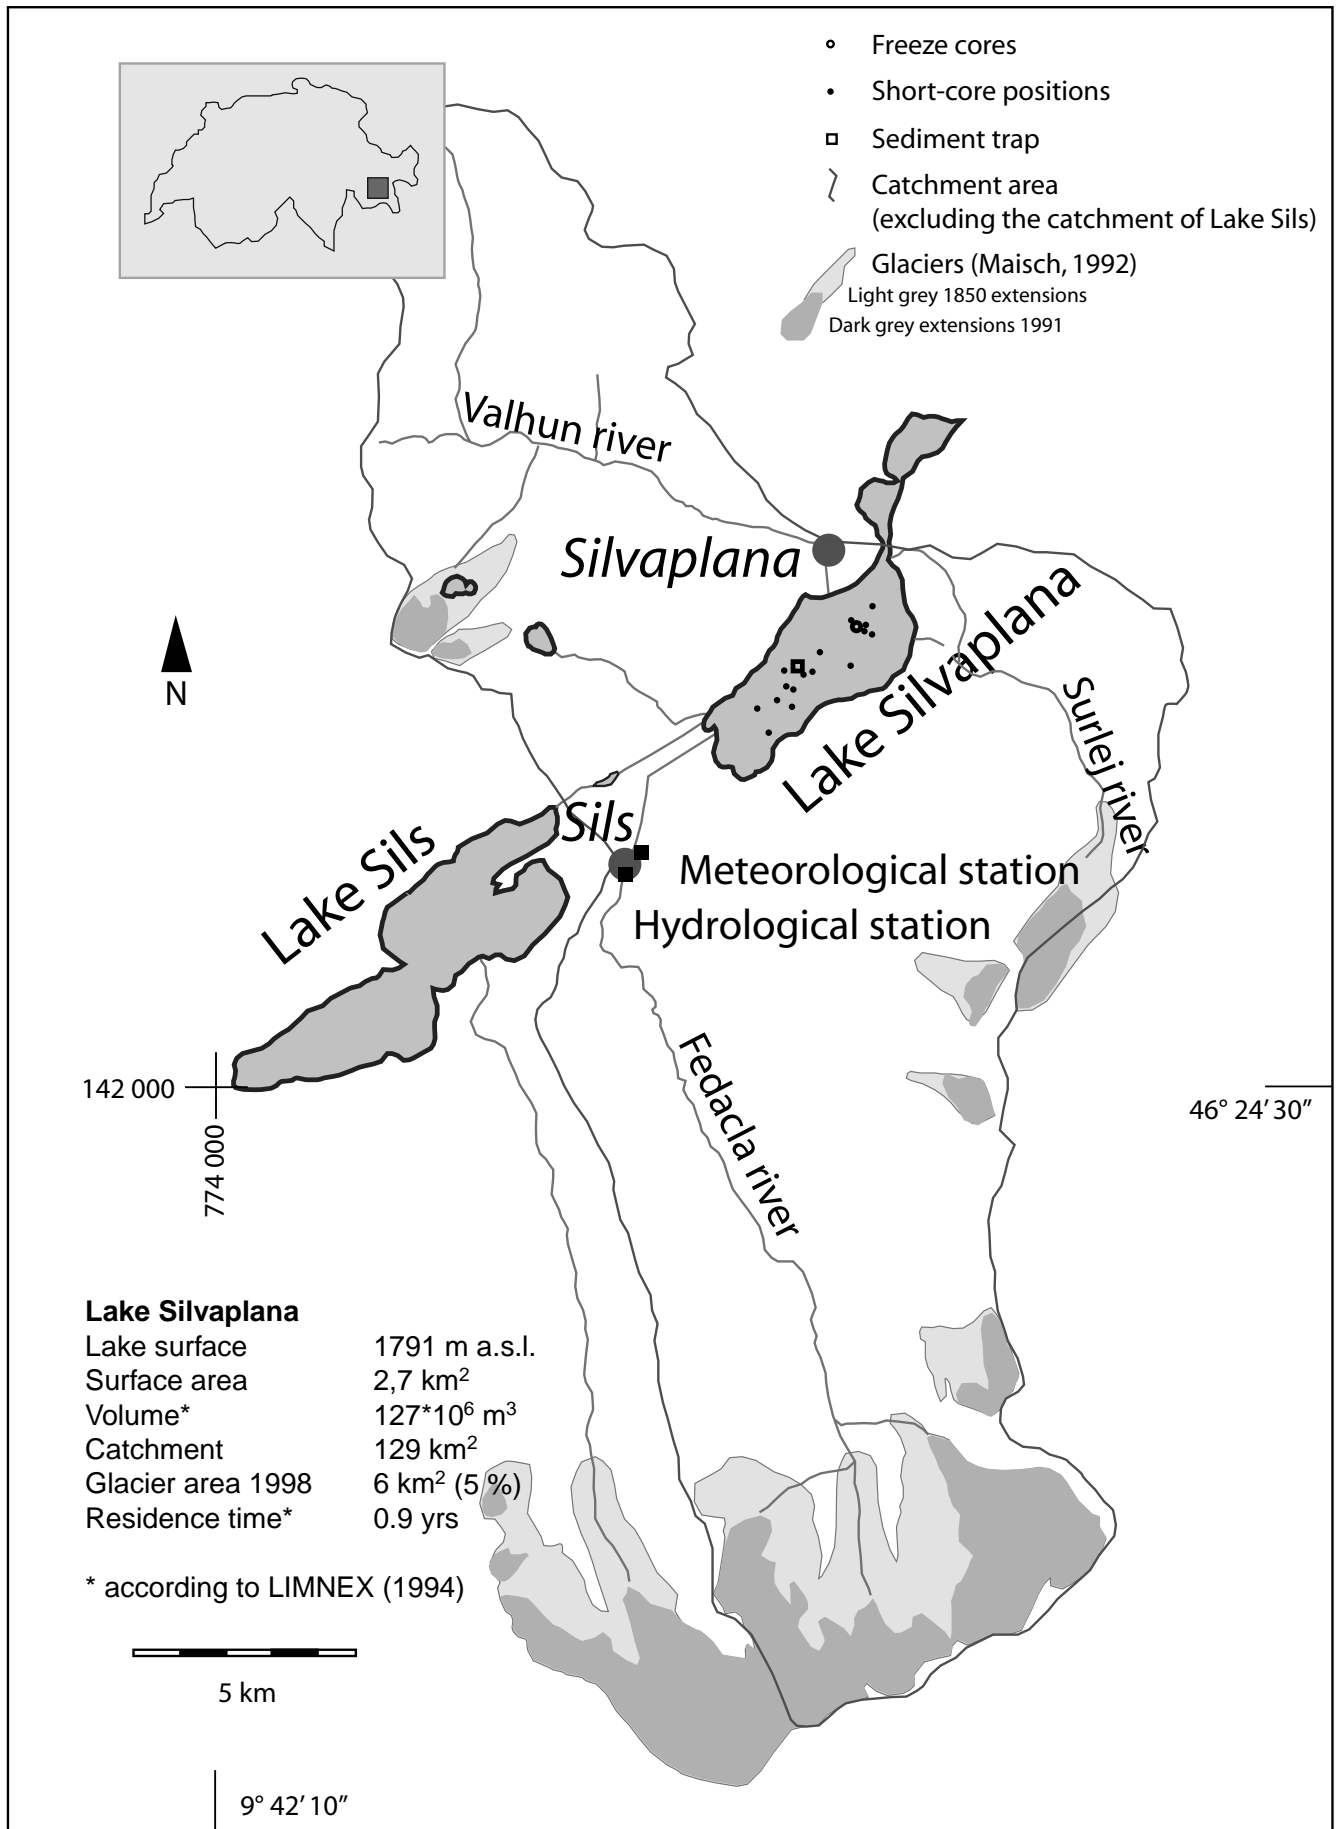 Freeze cores
Short-core positions
Sediment trap
Catchment area
(excluding the catchment of Lake Sils)
Glaciers (Maisch, 1992)
Light grey 1850 extensions
Dark grey extensions 1991
Valhun river
Silvaplana
Lake Silvaplana
N
Surlej river
Sils
Lake Sils
Meteorological station
Hydrological station
Fedacla river
142 000
774 000
46° 24′ 30″
Lake Silvaplana
Lake surface 1791 m a.s.l.
Surface area 2,7 km²
Volume* 127*10⁶ m³
Catchment 129 km²
Glacier area 1998 6 km² (5 %)
Residence time* 0.9 yrs
* according to LIMNEX (1994)
5 km
9° 42′ 10″